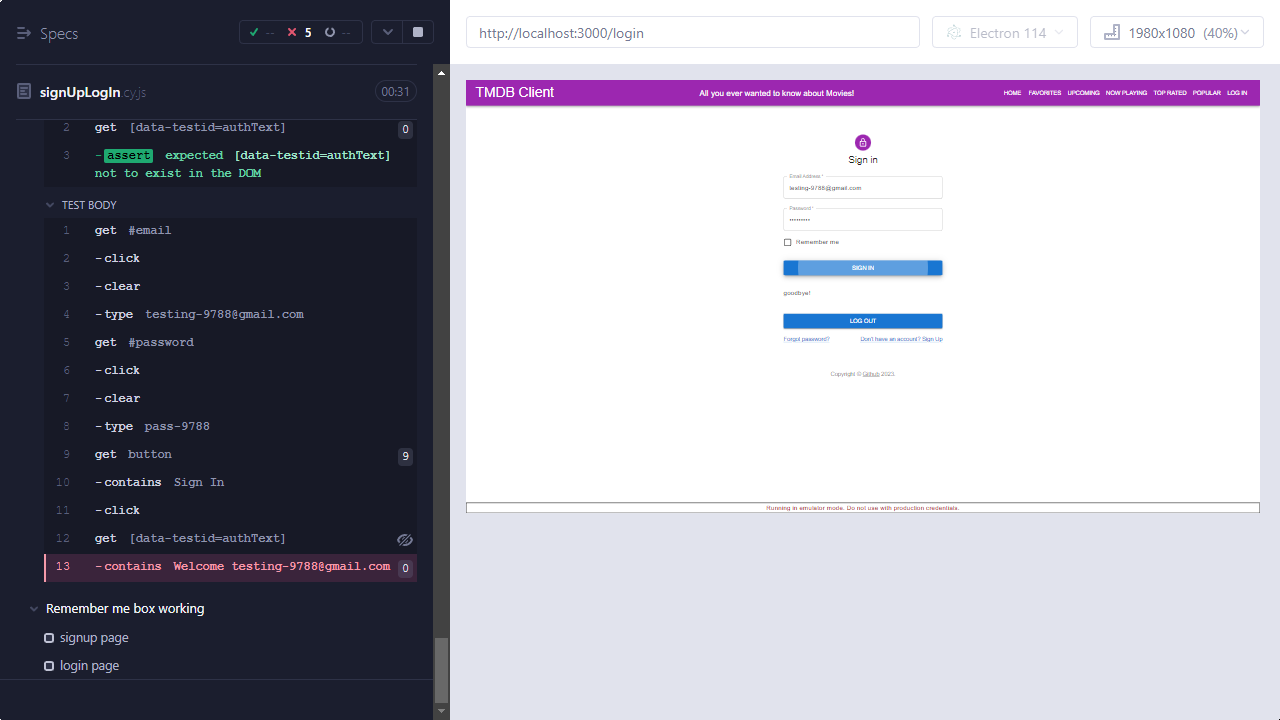 Specs
-- 5 --
http://localhost:3000/login
Electron 114
1980x1080 (40%)
signUpLogIn.cy.js
00:31
2 get [data-testid=authText] 0
3 -assert expected [data-testid=authText]
not to exist in the DOM
TEST BODY
1 #email
2 -click
3 -clear
4 -type testing-9788@gmail.com
5 #password
6 -click
7 -clear
8 -type pass-9788
9 get button 9
10 -contains Sign In
11 -click
12 get [data-testid=authText]
13 -contains Welcome testing-9788@gmail.com 0
Remember me box working
signup page
login page
TMDB Client
All you ever wanted to know about Movies!
HOME FAVORITES UPCOMING NOW PLAYING TOP RATED POPULAR LOG IN
Sign in
Email Address *
testing-9788@gmail.com
Password *
•••••••••
Remember me
SIGN IN
goodbye!
LOG OUT
Forgot password? Don't have an account? Sign Up
Copyright © Github 2023.
Running in emulator mode. Do not use with production credentials.